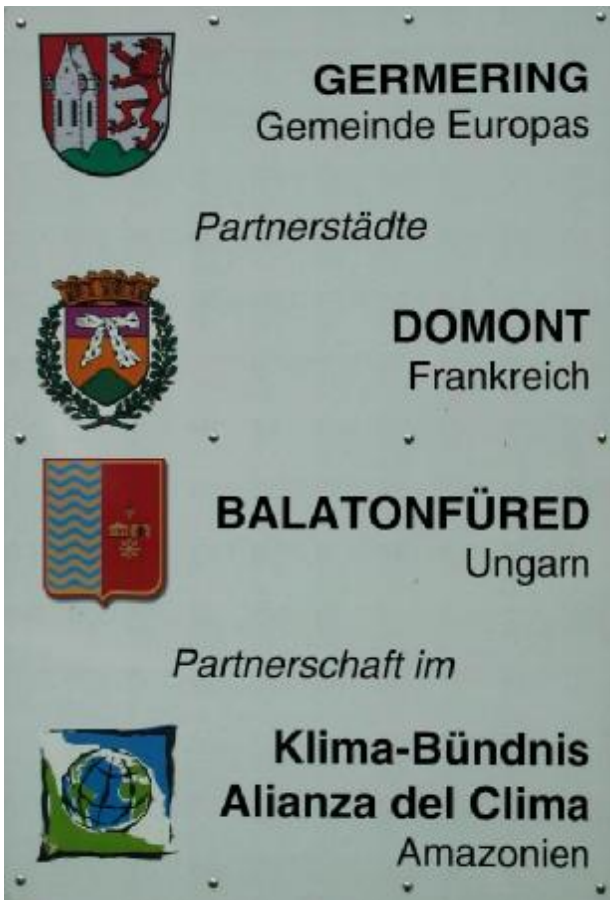 GERMERING
Gemeinde Europas
Partnerstädte
DOMONT
Frankreich
BALATONFÜRED
Ungarn
Partnerschaft im
Klima-Bündnis
Alianza del Clima
Amazonien